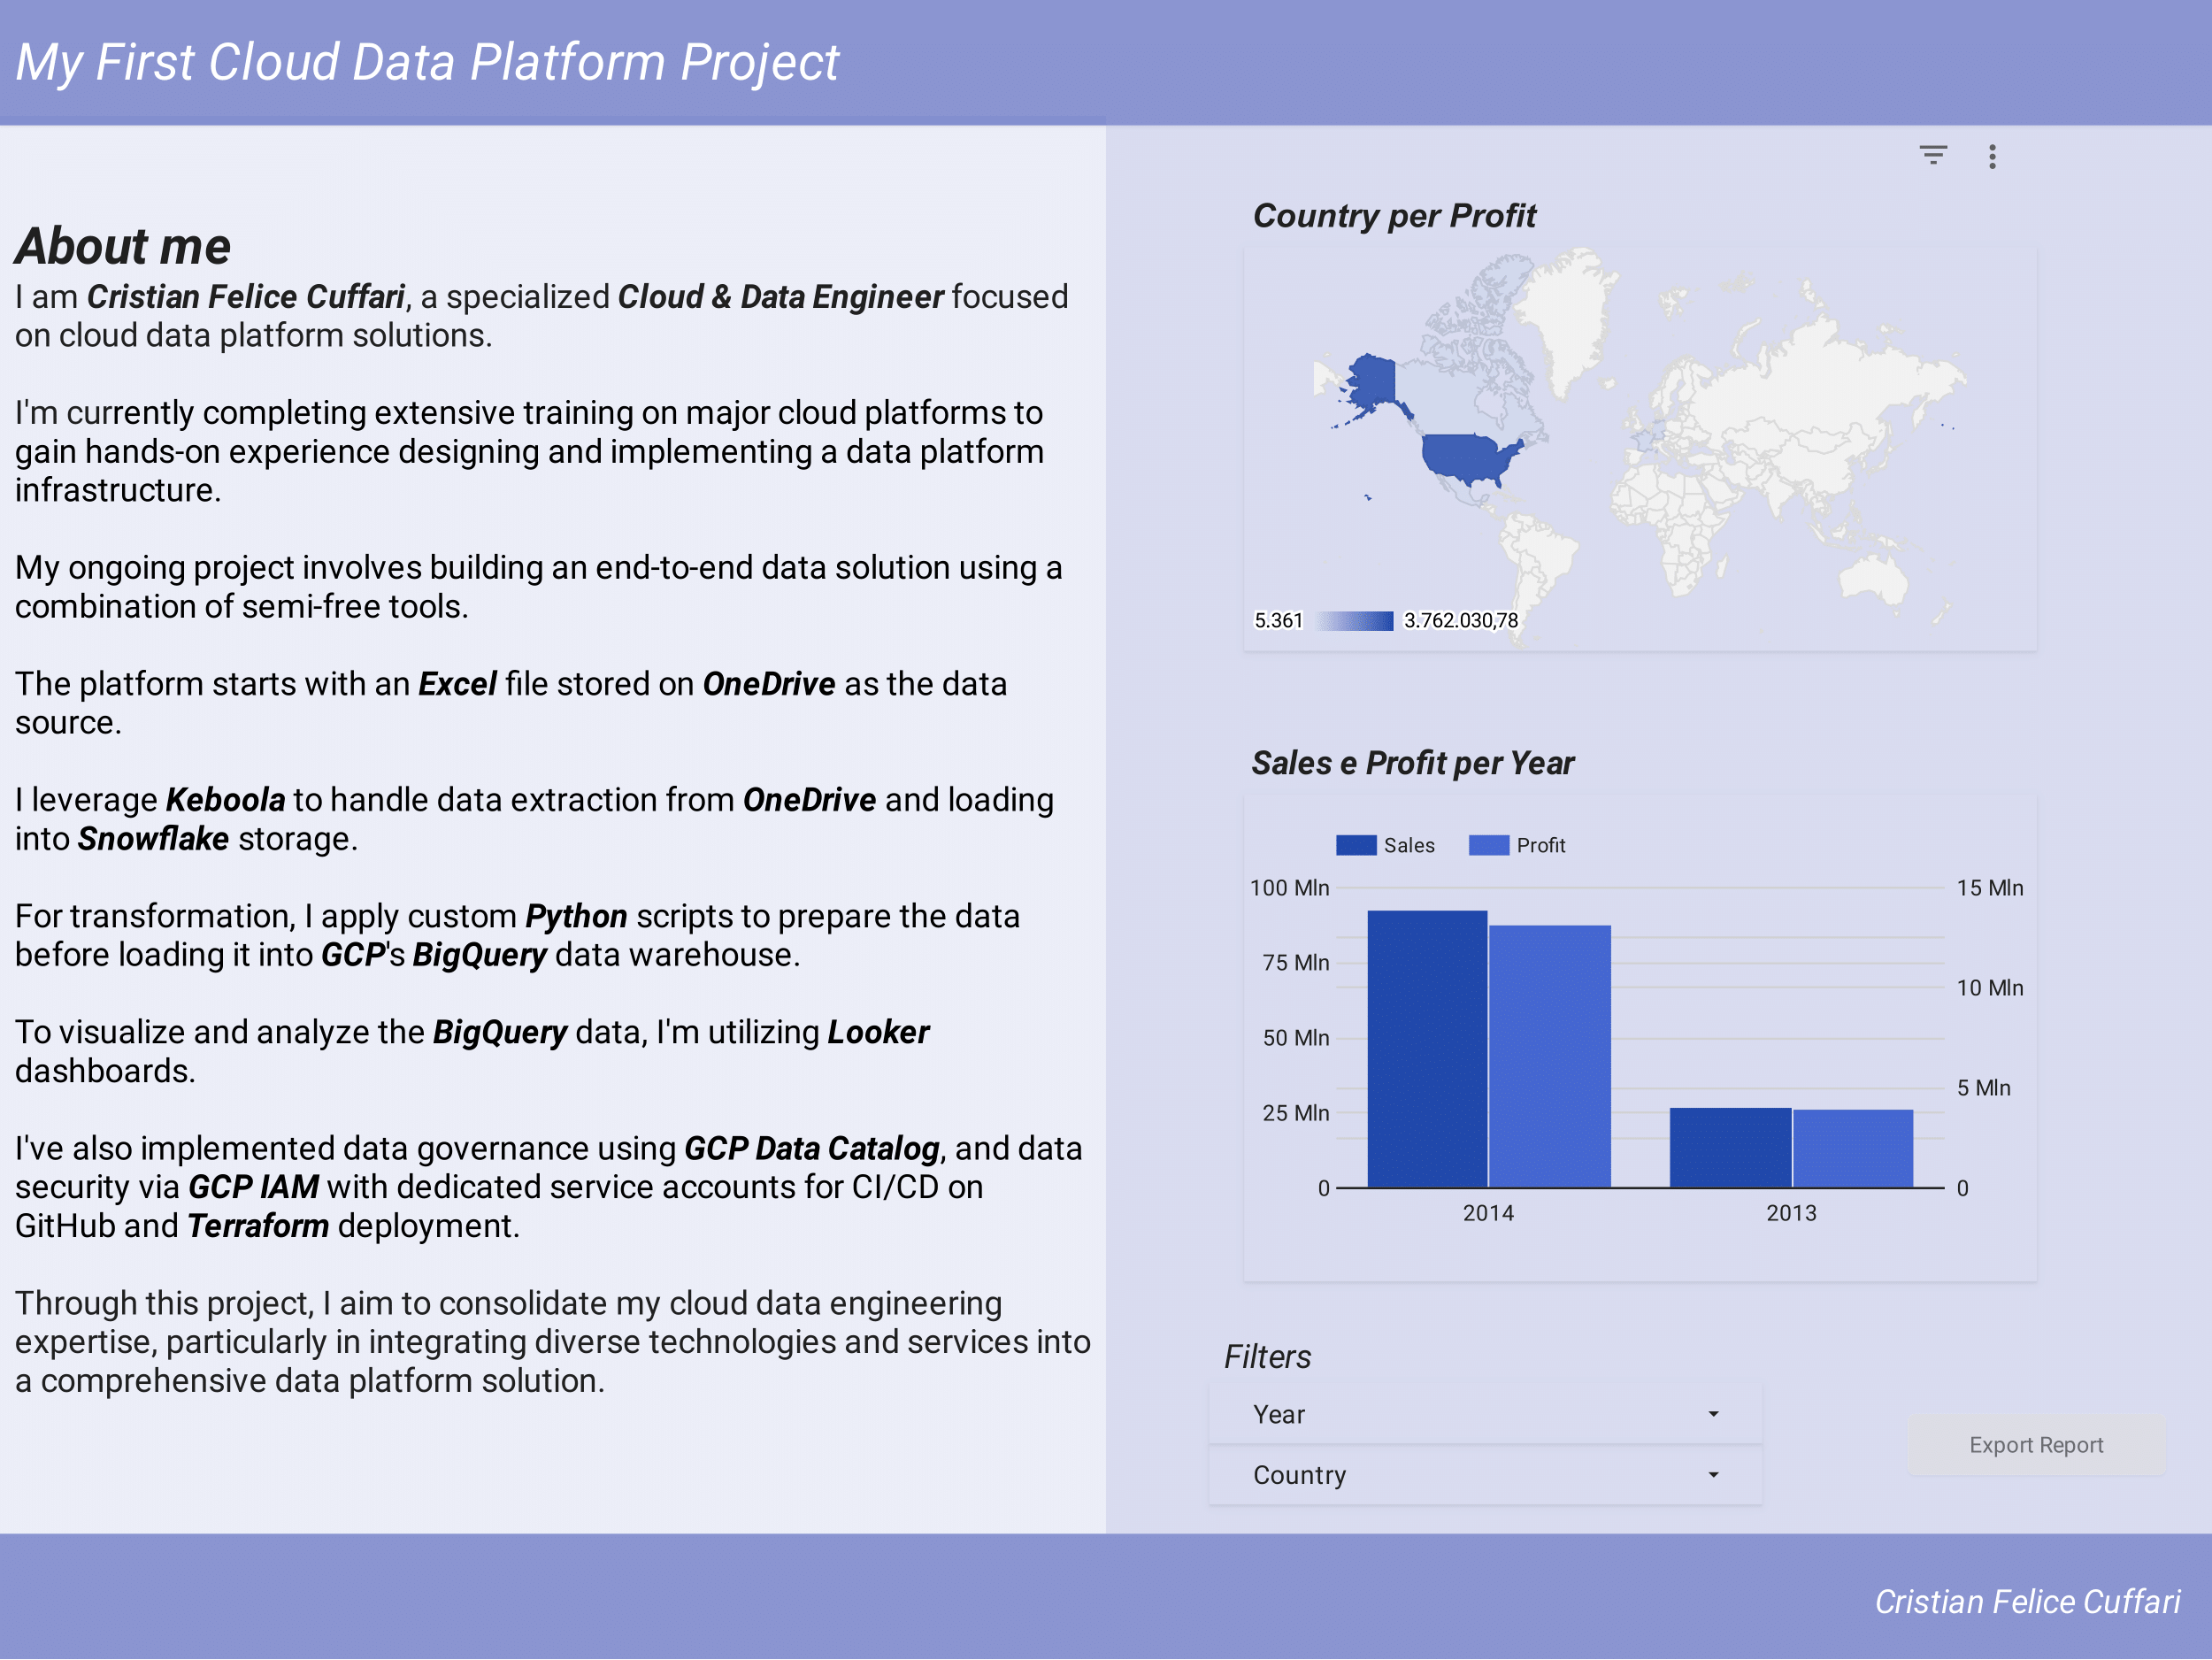 My First Cloud Data Platform Project
About me
I am Cristian Felice Cuffari, a specialized Cloud & Data Engineer focused
on cloud data platform solutions.
I'm currently completing extensive training on major cloud platforms to
gain hands-on experience designing and implementing a data platform
infrastructure.
My ongoing project involves building an end-to-end data solution using a
combination of semi-free tools.
The platform starts with an Excel file stored on OneDrive as the data
source.
I leverage Keboola to handle data extraction from OneDrive and loading
into Snowflake storage.
For transformation, I apply custom Python scripts to prepare the data
before loading it into GCP's BigQuery data warehouse.
To visualize and analyze the BigQuery data, I'm utilizing Looker
dashboards.
I've also implemented data governance using GCP Data Catalog, and data
security via GCP IAM with dedicated service accounts for CI/CD on
GitHub and Terraform deployment.
Through this project, I aim to consolidate my cloud data engineering
expertise, particularly in integrating diverse technologies and services into
a comprehensive data platform solution.
Country per Profit
5.361 3.762.030,78
Sales e Profit per Year
Sales Profit
100 Mln 15 Mln
75 Mln
10 Mln
50 Mln
5 Mln
25 Mln
0 0
2014 2013
Filters
Year
Country
Export Report
Cristian Felice Cuffari